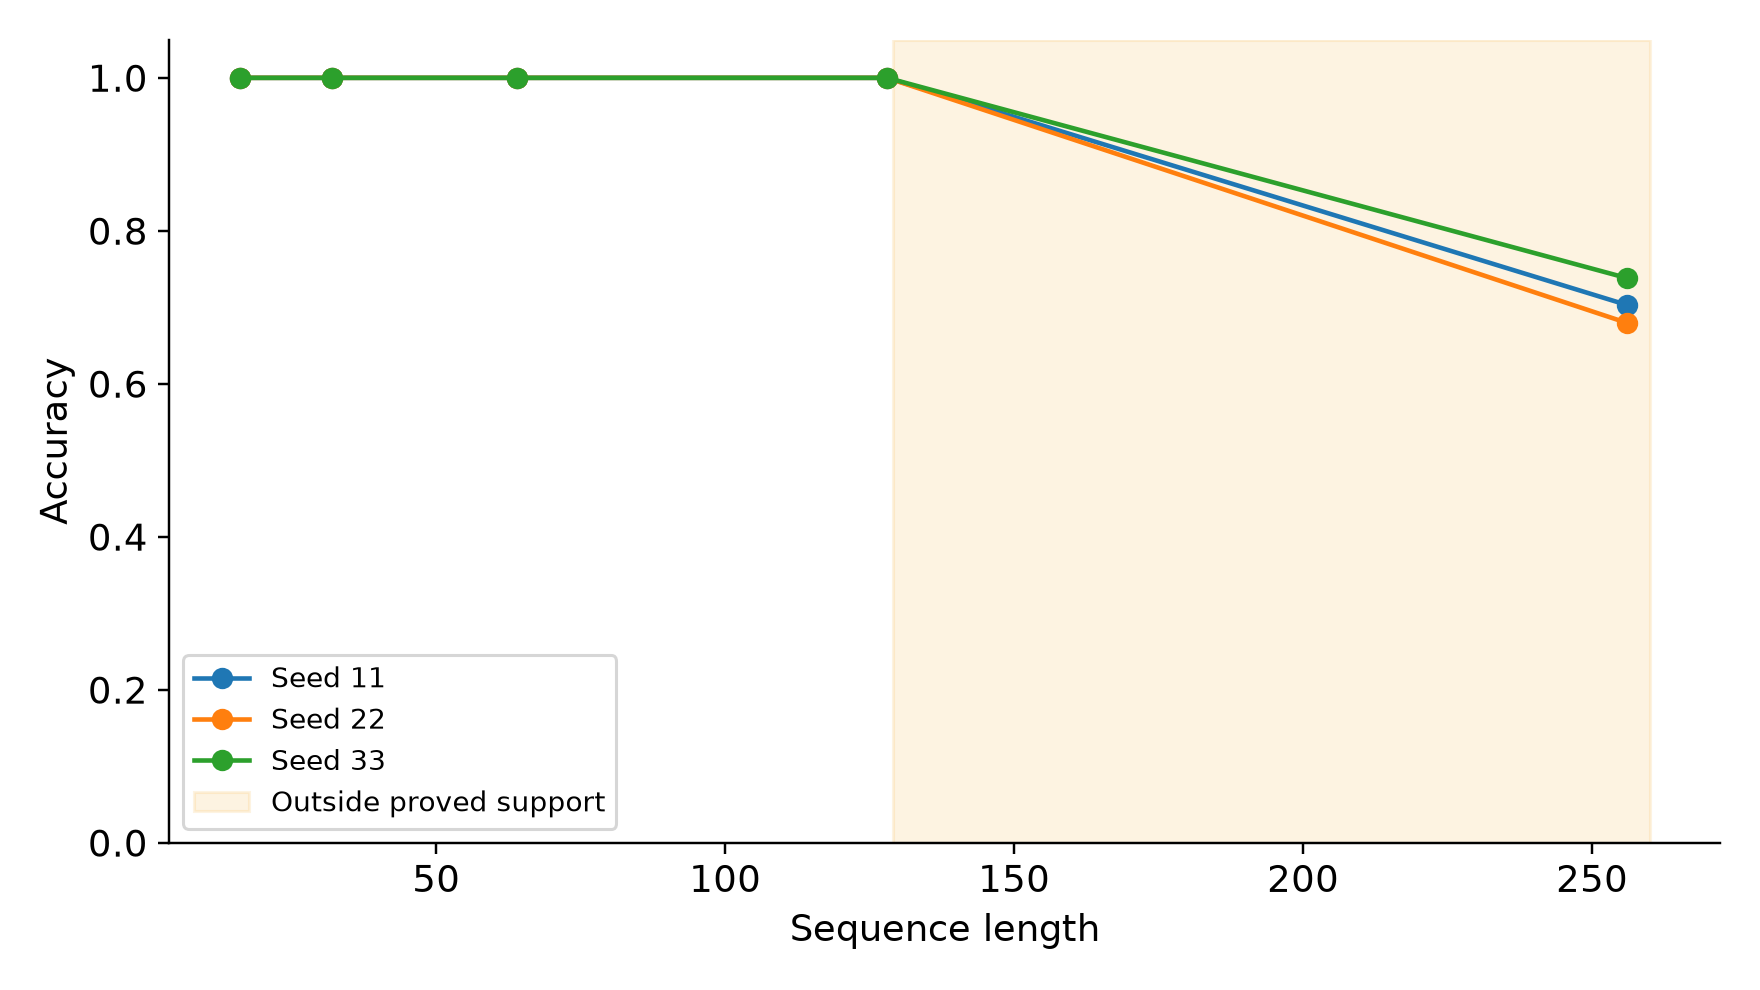 1.0
0.8
0.6
0.4
0.2
0.0
Accuracy
Seed 11
Seed 22
Seed 33
Outside proved support
50 100 150 200 250
Sequence length